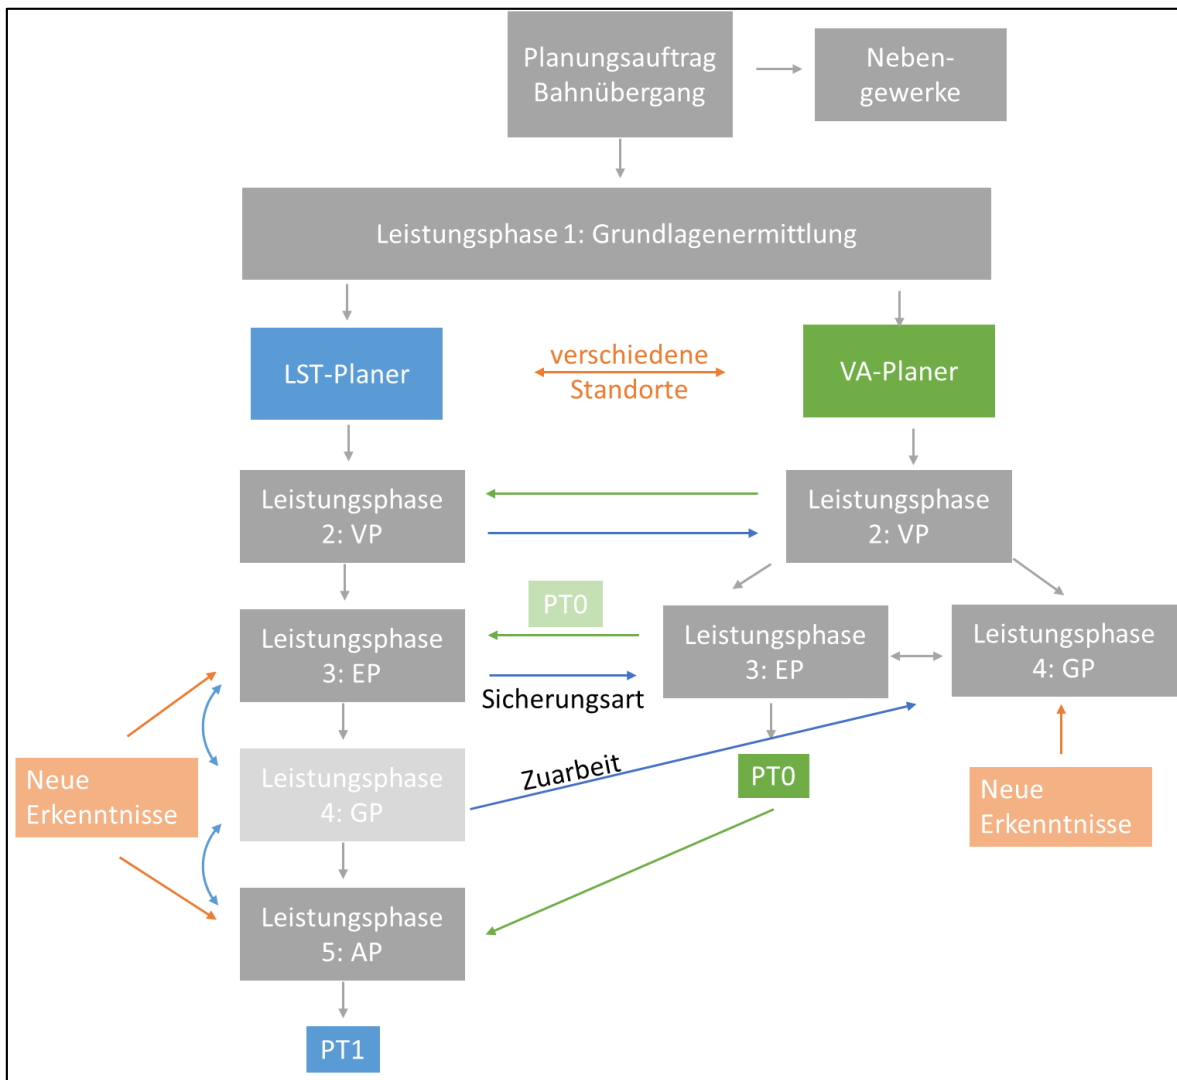 Planungsauftrag
Bahnübergang
Neben-
gewerke
Leistungsphase 1: Grundlagenermittlung
LST-Planer
verschiedene
Standorte
VA-Planer
Leistungsphase
2: VP
Leistungsphase
2: VP
PT0
Leistungsphase
3: EP
Sicherungsart
Leistungsphase
3: EP
Leistungsphase
4: GP
Neue
Erkenntnisse
Leistungsphase
4: GP
Zuarbeit
PT0
Neue
Erkenntnisse
Leistungsphase
5: AP
PT1